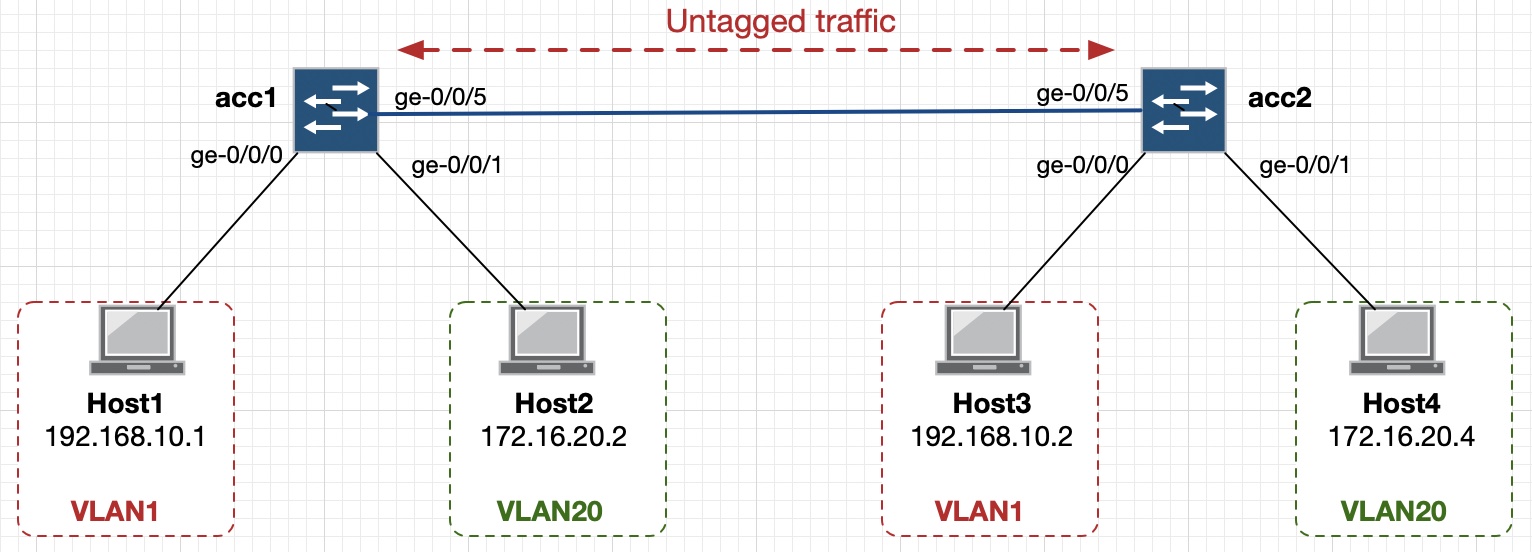 Untagged traffic
acc1
ge-0/0/5
ge-0/0/5
acc2
ge-0/0/0
ge-0/0/1
ge-0/0/0
ge-0/0/1
Host1
192.168.10.1
VLAN1
Host2
172.16.20.2
VLAN20
Host3
192.168.10.2
VLAN1
Host4
172.16.20.4
VLAN20